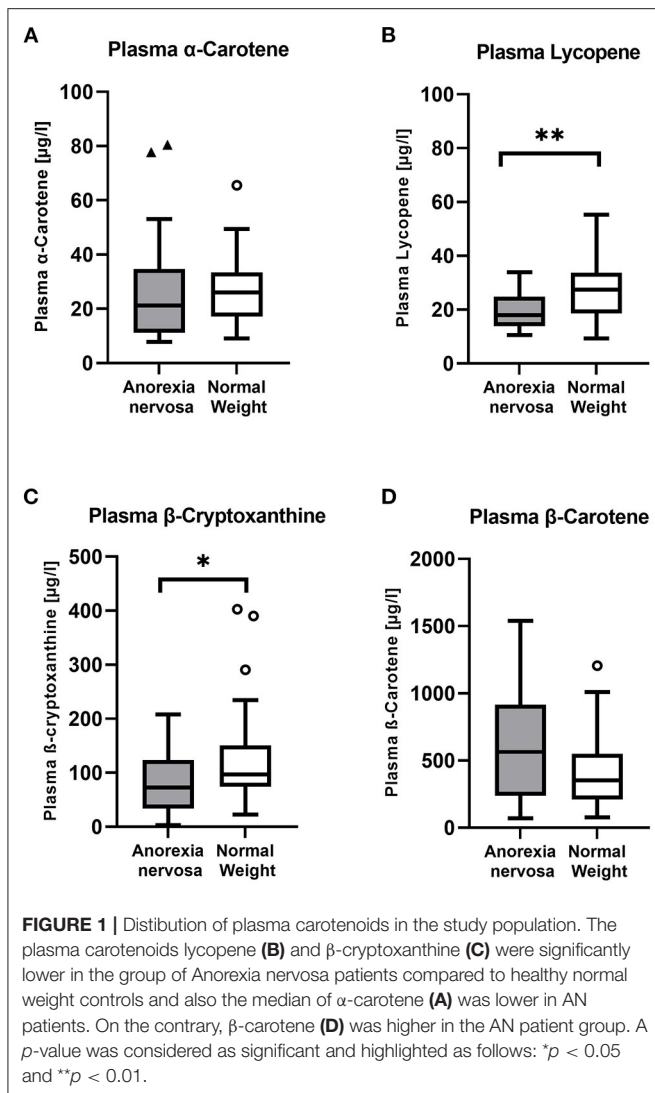 A
Plasma α-Carotene
Plasma α-Carotene [µg/l]
100
80
60
40
20
0
Anorexia
nervosa
Normal
Weight
B
Plasma Lycopene
Plasma Lycopene [µg/l]
100
80
60
40
20
0
**
Anorexia
nervosa
Normal
Weight
C
Plasma β-Cryptoxanthine
Plasma ß-cryptoxanthine [µg/l]
500
400
300
200
100
0
*
Anorexia
nervosa
Normal
Weight
D
Plasma β-Carotene
Plasma ß-Carotene [µg/l]
2000
1500
1000
500
0
Anorexia
nervosa
Normal
Weight
FIGURE 1 | Distibution of plasma carotenoids in the study population. The
plasma carotenoids lycopene (B) and β-cryptoxanthine (C) were significantly
lower in the group of Anorexia nervosa patients compared to healthy normal
weight controls and also the median of α-carotene (A) was lower in AN
patients. On the contrary, β-carotene (D) was higher in the AN patient group. A
p-value was considered as significant and highlighted as follows: *p < 0.05
and **p < 0.01.